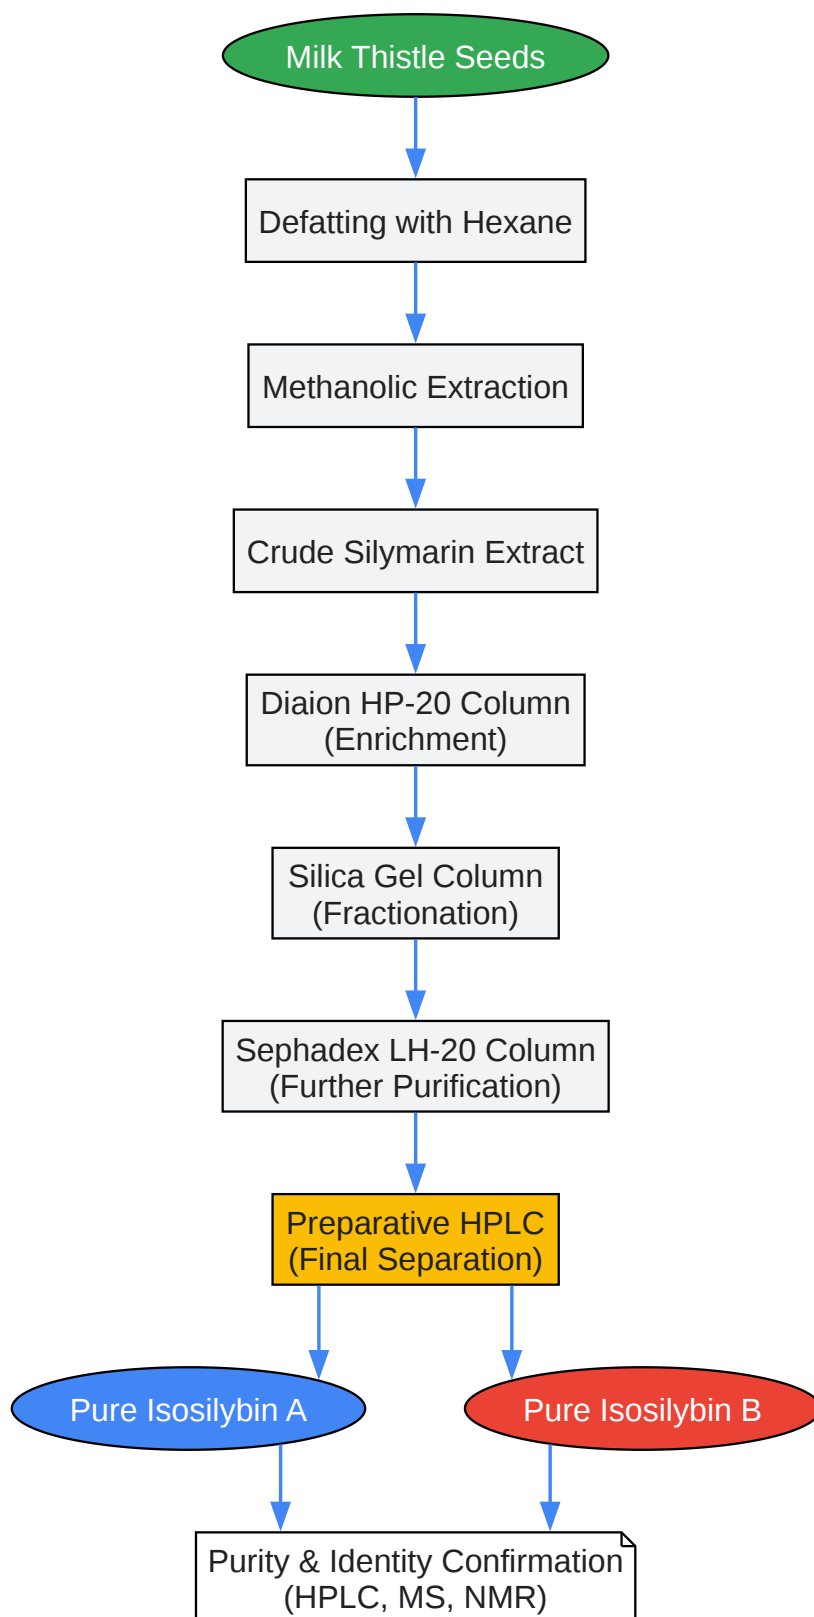 Milk Thistle Seeds
Defatting with Hexane
Methanolic Extraction
Crude Silymarin Extract
Diaion HP-20 Column
(Enrichment)
Silica Gel Column
(Fractionation)
Sephadex LH-20 Column
(Further Purification)
Preparative HPLC
(Final Separation)
Pure Isosilybin A
Pure Isosilybin B
Purity & Identity Confirmation
(HPLC, MS, NMR)